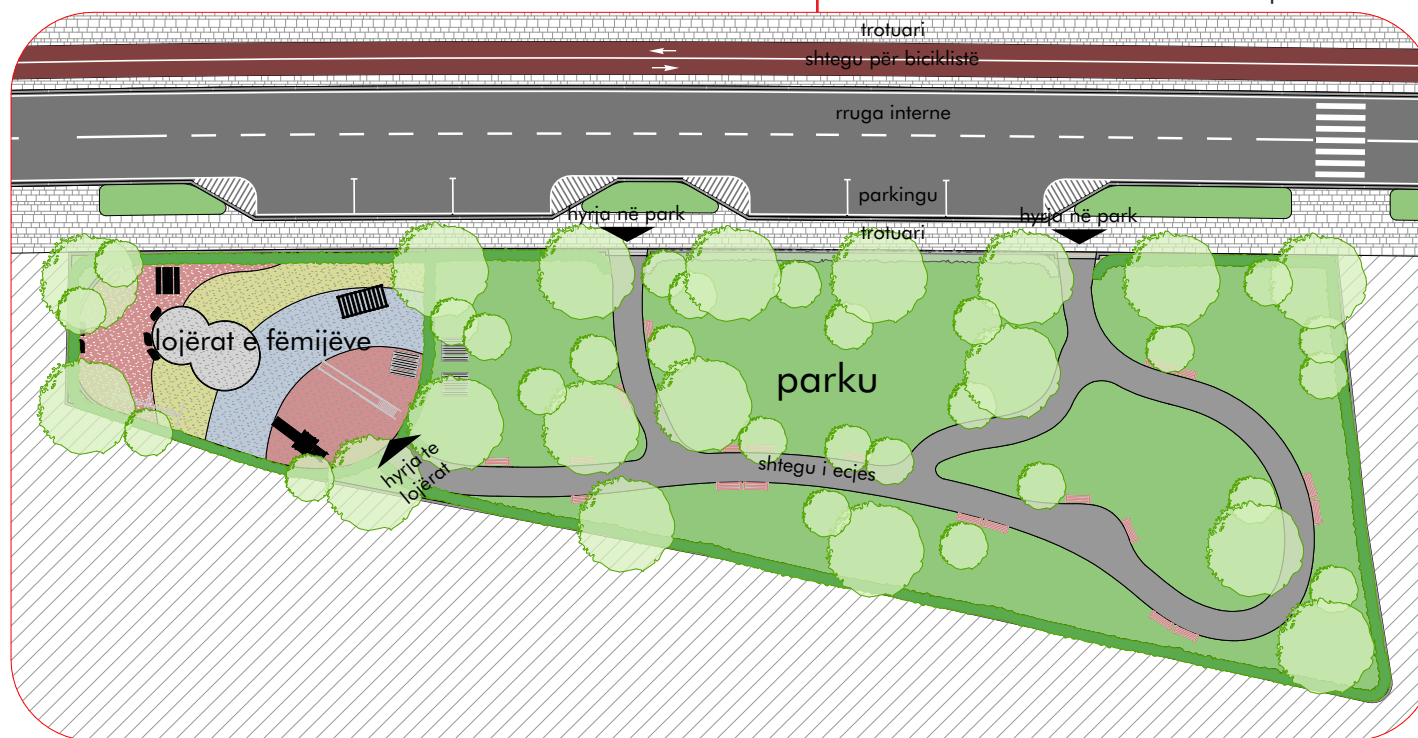 trotuari
shtegu për biciklistë
rruga interne
parkingu
hyrja në park
hyrja në park
trotuari
lojërat e fëmijëve
parku
hyrja te
lojërat
shtegu i ecjes